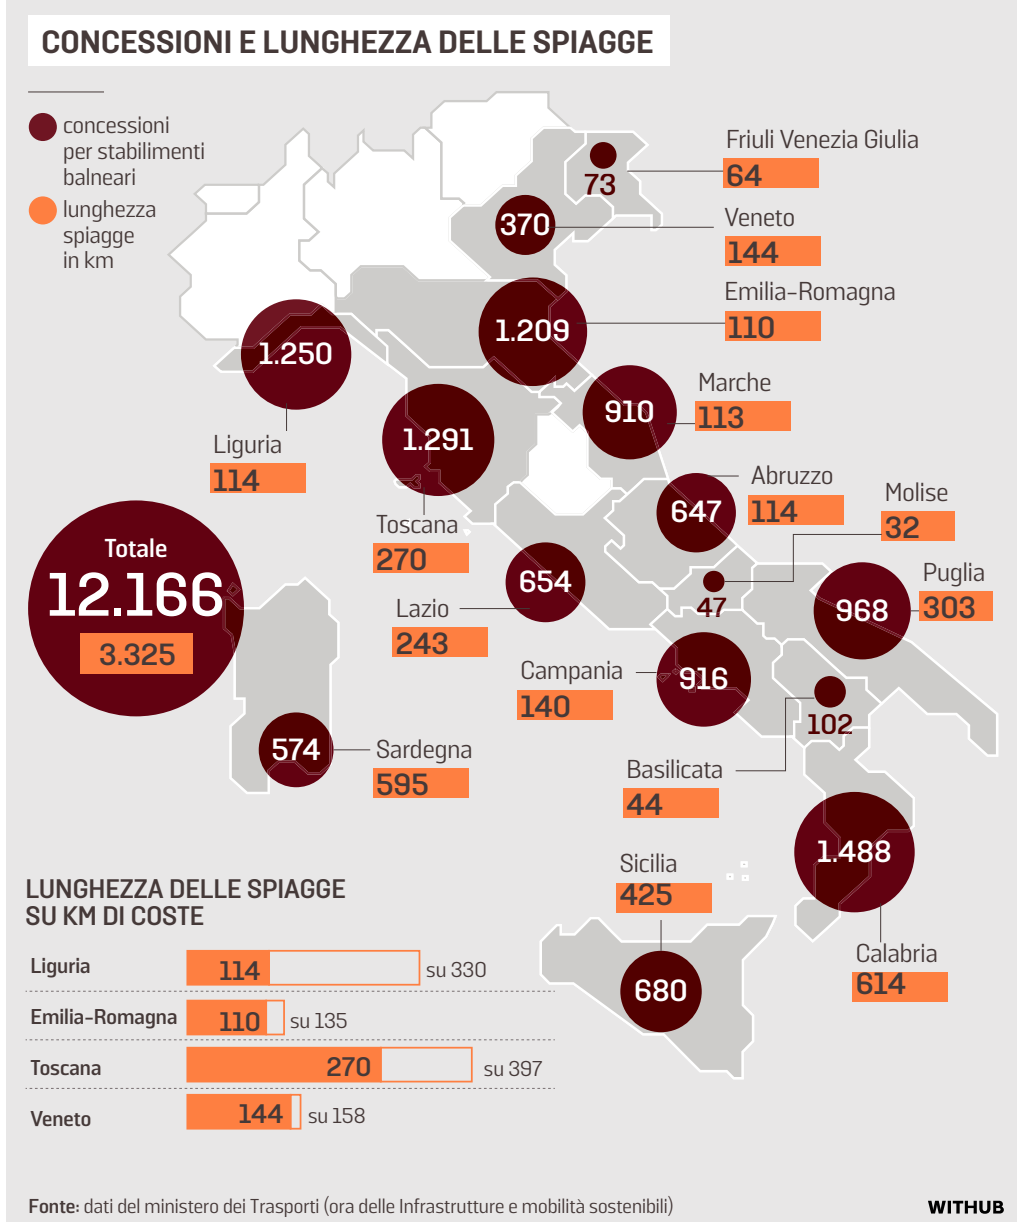 CONCESSIONI E LUNGHEZZA DELLE SPIAGGE
concessioni
per stabilimenti
balneari
lunghezza
spiagge
in km
73
Friuli Venezia Giulia
64
370
Veneto
144
1.209
Emilia-Romagna
110
1.250
Liguria
114
1.291
Toscana
270
910
Marche
113
647
Abruzzo
114
Molise
32
47
654
Lazio
243
968
Puglia
303
Totale
12.166
3.325
916
Campania
140
102
Basilicata
44
574
Sardegna
595
1.488
Calabria
614
Sicilia
425
680
LUNGHEZZA DELLE SPIAGGE
SU KM DI COSTE
Liguria 114 su 330
Emilia-Romagna 110 su 135
Toscana 270 su 397
Veneto 144 su 158
Fonte: dati del ministero dei Trasporti (ora delle Infrastrutture e mobilità sostenibili)
WITHUB